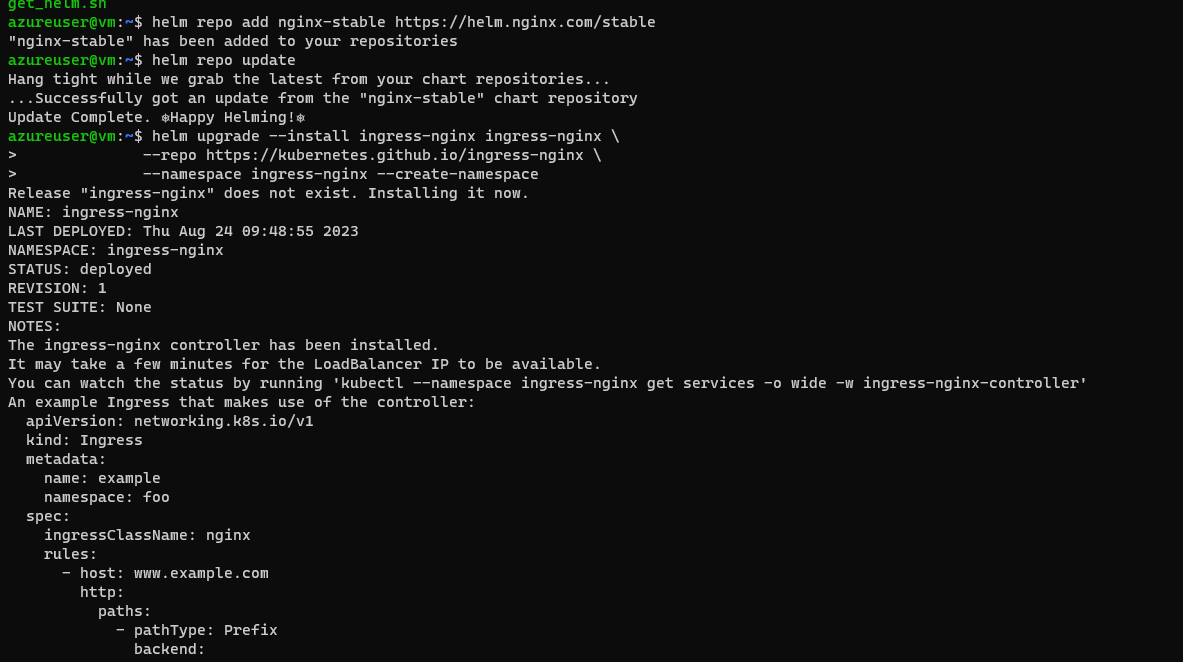 get_helm.sh
azureuser@vm:~$ helm repo add nginx-stable https://helm.nginx.com/stable
"nginx-stable" has been added to your repositories
azureuser@vm:~$ helm repo update
Hang tight while we grab the latest from your chart repositories...
...Successfully got an update from the "nginx-stable" chart repository
Update Complete. ⎈Happy Helming!⎈
azureuser@vm:~$ helm upgrade --install ingress-nginx ingress-nginx \
>              --repo https://kubernetes.github.io/ingress-nginx \
>              --namespace ingress-nginx --create-namespace
Release "ingress-nginx" does not exist. Installing it now.
NAME: ingress-nginx
LAST DEPLOYED: Thu Aug 24 09:48:55 2023
NAMESPACE: ingress-nginx
STATUS: deployed
REVISION: 1
TEST SUITE: None
NOTES:
The ingress-nginx controller has been installed.
It may take a few minutes for the LoadBalancer IP to be available.
You can watch the status by running 'kubectl --namespace ingress-nginx get services -o wide -w ingress-nginx-controller'
An example Ingress that makes use of the controller:
  apiVersion: networking.k8s.io/v1
  kind: Ingress
  metadata:
    name: example
    namespace: foo
  spec:
    ingressClassName: nginx
    rules:
      - host: www.example.com
        http:
          paths:
            - pathType: Prefix
              backend: